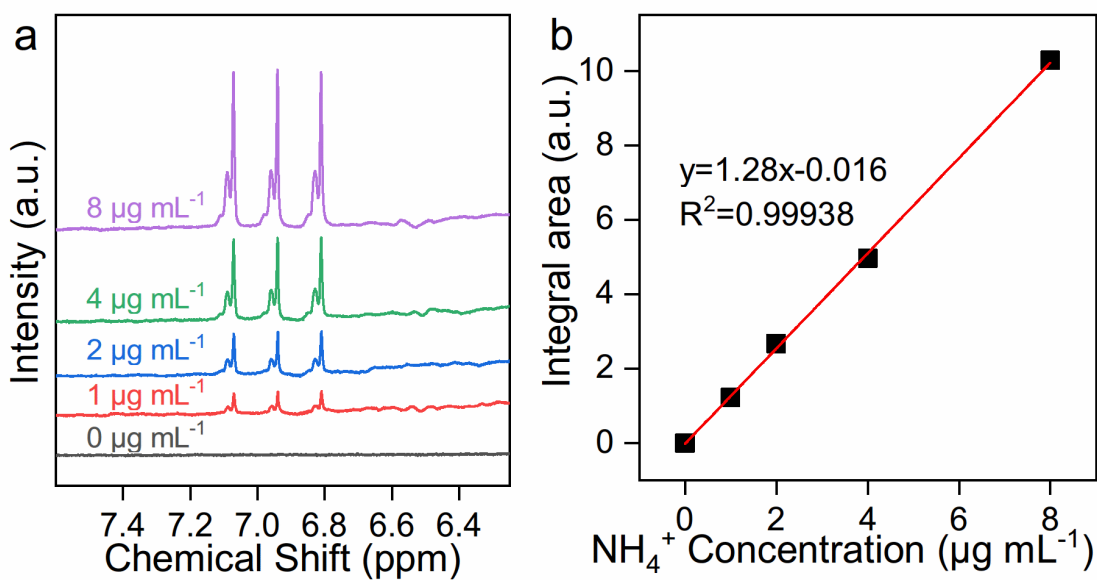 a
Intensity (a.u.)
8 µg mL⁻¹
4 µg mL⁻¹
2 µg mL⁻¹
1 µg mL⁻¹
0 µg mL⁻¹
7.4 7.2 7.0 6.8 6.6 6.4
Chemical Shift (ppm)
b
Integral area (a.u.)
10
8
6
4
2
0
y=1.28x-0.016
R²=0.99938
0 2 4 6 8
NH₄⁺ Concentration (µg mL⁻¹)